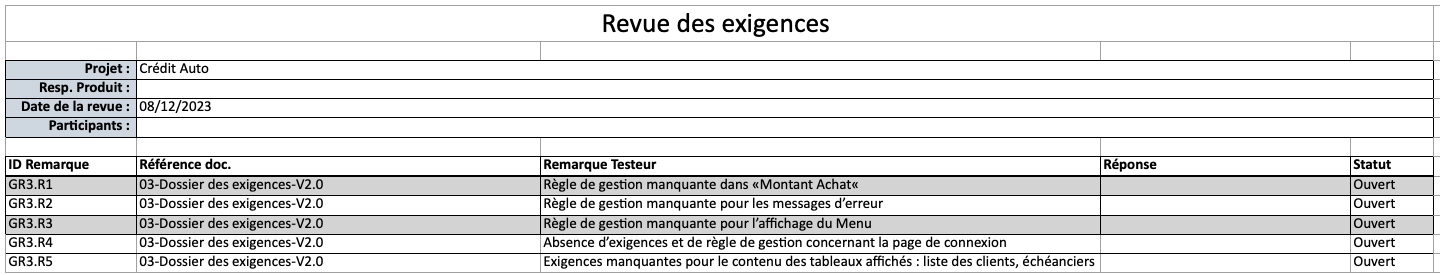 Revue des exigences
Projet : Crédit Auto
Resp. Produit :
Date de la revue : 08/12/2023
Participants :
ID Remarque Référence doc. Remarque Testeur Réponse Statut
GR3.R1 03-Dossier des exigences-V2.0 Règle de gestion manquante dans «Montant Achat« Ouvert
GR3.R2 03-Dossier des exigences-V2.0 Règle de gestion manquante pour les messages d’erreur Ouvert
GR3.R3 03-Dossier des exigences-V2.0 Règle de gestion manquante pour l’affichage du Menu Ouvert
GR3.R4 03-Dossier des exigences-V2.0 Absence d’exigences et de règle de gestion concernant la page de connexion Ouvert
GR3.R5 03-Dossier des exigences-V2.0 Exigences manquantes pour le contenu des tableaux affichés : liste des clients, échéanciers Ouvert